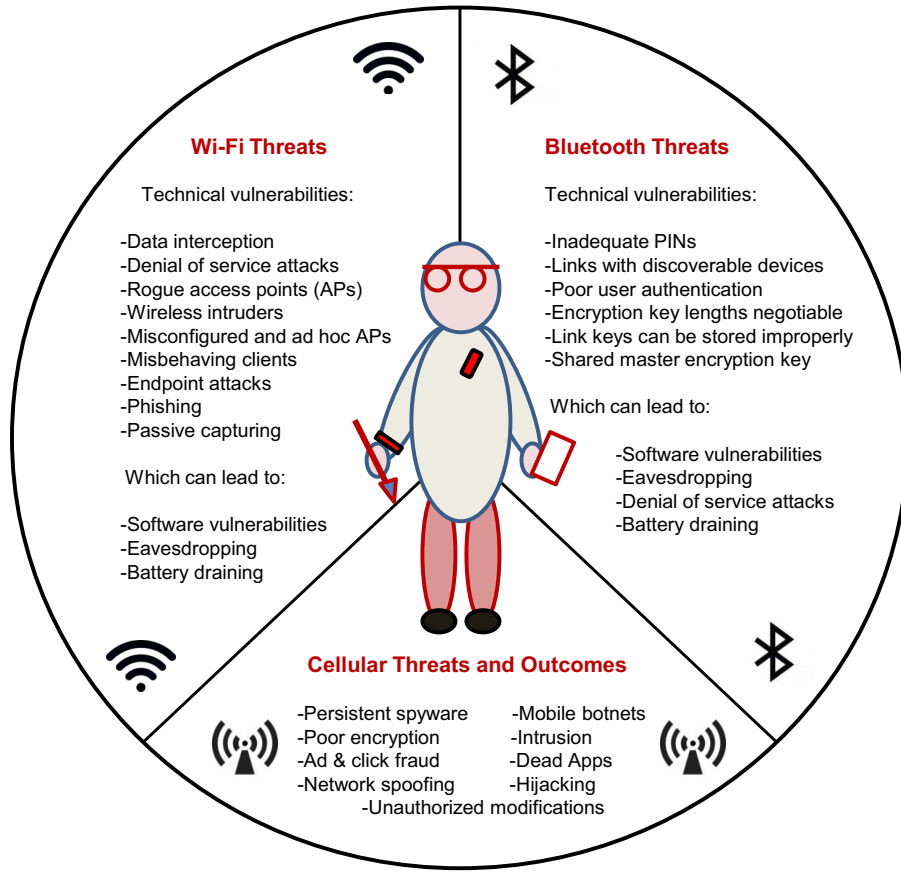 Wi-Fi Threats
Technical vulnerabilities:
-Data interception
-Denial of service attacks
-Rogue access points (APs)
-Wireless intruders
-Misconfigured and ad hoc APs
-Misbehaving clients
-Endpoint attacks
-Phishing
-Passive capturing
Which can lead to:
-Software vulnerabilities
-Eavesdropping
-Battery draining
Bluetooth Threats
Technical vulnerabilities:
-Inadequate PINs
-Links with discoverable devices
-Poor user authentication
-Encryption key lengths negotiable
-Link keys can be stored improperly
-Shared master encryption key
Which can lead to:
-Software vulnerabilities
-Eavesdropping
-Denial of service attacks
-Battery draining
Cellular Threats and Outcomes
-Persistent spyware
-Poor encryption
-Ad & click fraud
-Network spoofing
-Mobile botnets
-Intrusion
-Dead Apps
-Hijacking
-Unauthorized modifications